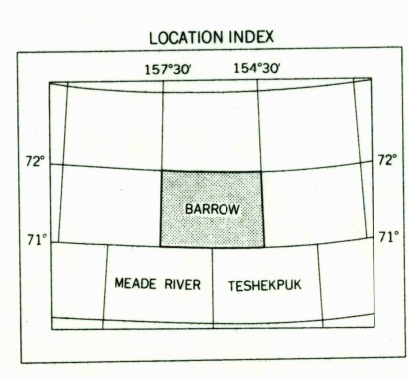 LOCATION INDEX
157°30' 154°30'
72° 72°
BARROW
71° 71°
MEADE RIVER TESHEKPUK